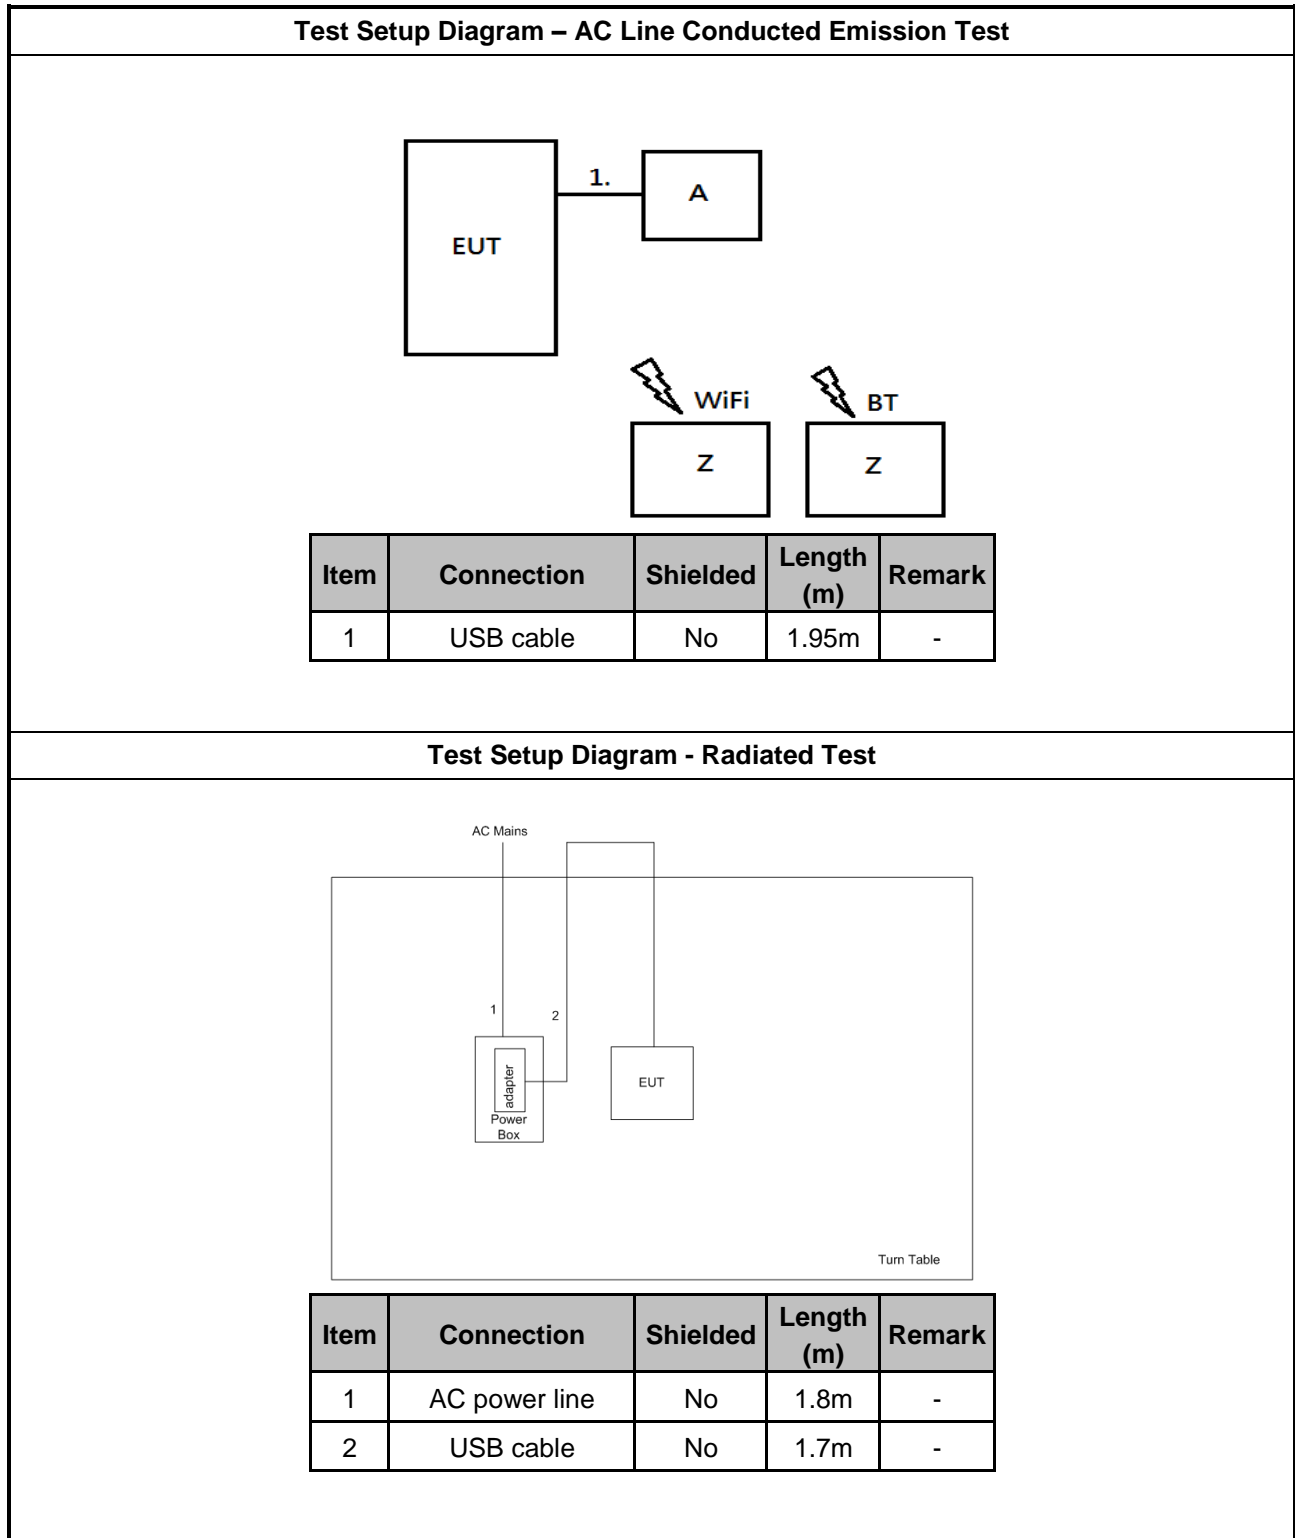 Test Setup Diagram – AC Line Conducted Emission Test
1.
A
EUT
WiFi
BT
Z
Z
Item Connection Shielded Length (m) Remark
1 USB cable No 1.95m -
Test Setup Diagram - Radiated Test
AC Mains
1
2
adapter
Power
Box
EUT
Turn Table
Item Connection Shielded Length (m) Remark
1 AC power line No 1.8m -
2 USB cable No 1.7m -